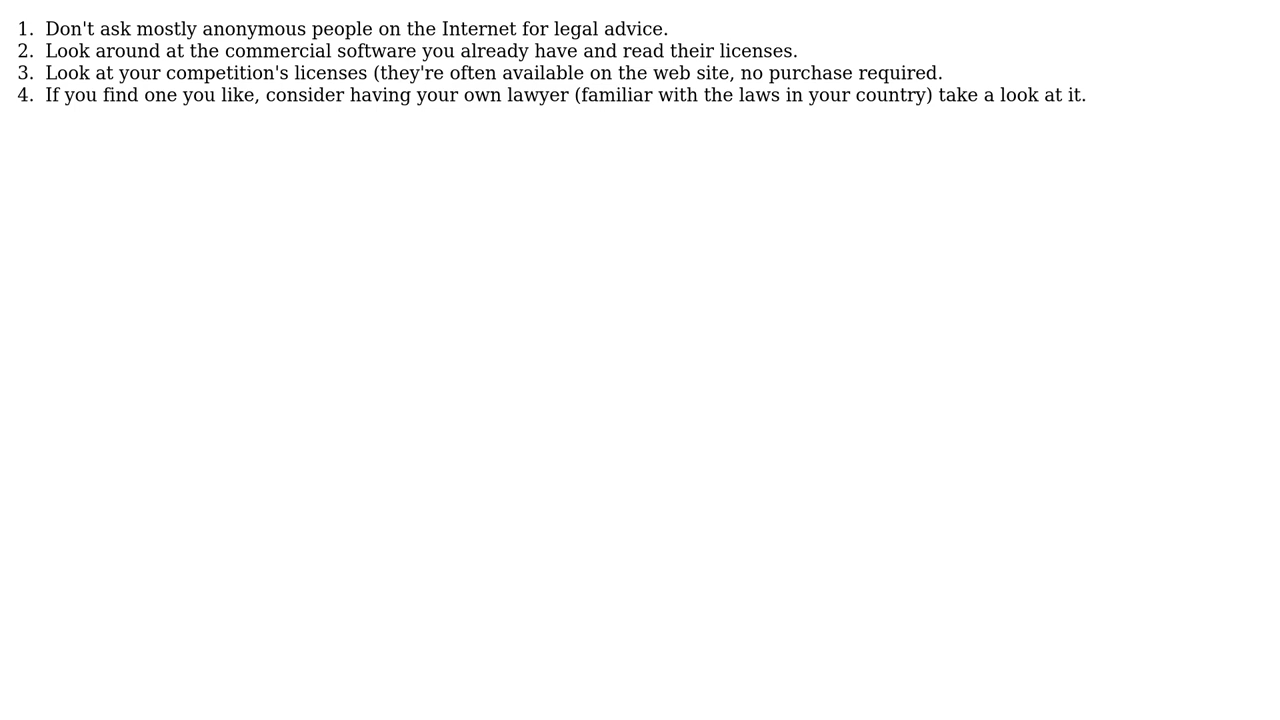 1. Don't ask mostly anonymous people on the Internet for legal advice.
2. Look around at the commercial software you already have and read their licenses.
3. Look at your competition's licenses (they're often available on the web site, no purchase required.
4. If you find one you like, consider having your own lawyer (familiar with the laws in your country) take a look at it.